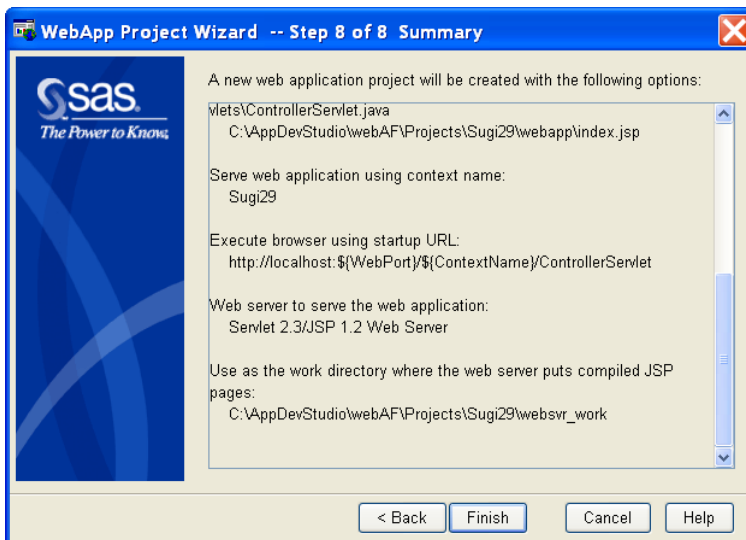 WebApp Project Wizard -- Step 8 of 8 Summary
sas.
The Power to Know.
A new web application project will be created with the following options:
vlets\ControllerServlet.java
C:\AppDevStudio\webAF\Projects\Sugi29\webapp\index.jsp
Serve web application using context name:
Sugi29
Execute browser using startup URL:
http://localhost:${WebPort}/${ContextName}/ControllerServlet
Web server to serve the web application:
Servlet 2.3/JSP 1.2 Web Server
Use as the work directory where the web server puts compiled JSP
pages:
C:\AppDevStudio\webAF\Projects\Sugi29\websvr_work
< Back Finish Cancel Help